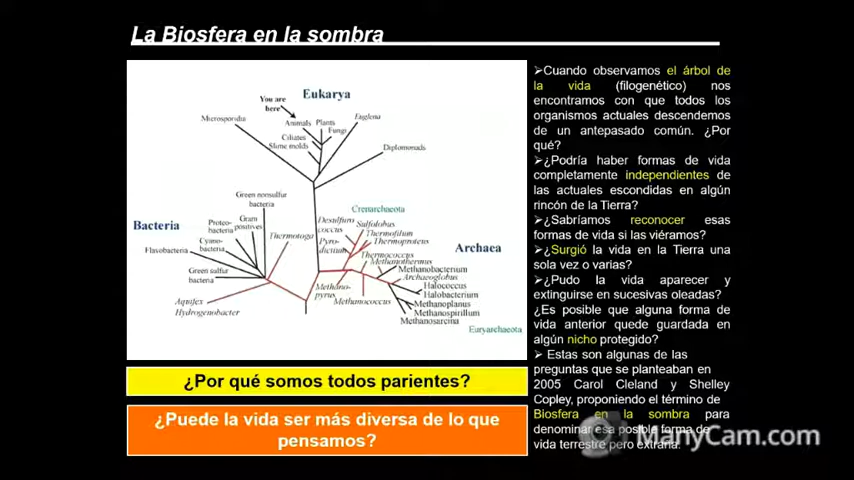 La Biosfera en la sombra
Eukarya
You are
here
Microsporidia
Animals
Plants
Fungi
Euglena
Ciliates
Slime molds
Diplomonads
Green nonsulfur
bacteria
Bacteria
Proteo-
bacteria
Gram
positives
Cyano-
bacteria
Flavobacteria
Thermotoga
Green sulfur
bacteria
Aquifex
Hydrogenobacter
Crenarchaeota
Desulfuro
coccus
Sulfolobus
Thermofilum
Thermoproteus
Pyro-
dictium
Archaea
Thermococcus
Methanothermus
Methanobacterium
Archaeoglobus
Halococcus
Halobacterium
Methanoplanus
Methanospirillum
Methanosarcina
Methano-
pyrus
Methanococcus
Euryarchaeota
¿Por qué somos todos parientes?
¿Puede la vida ser más diversa de lo que
pensamos?
➢Cuando observamos el árbol de
la vida (filogenético) nos
encontramos con que todos los
organismos actuales descendemos
de un antepasado común. ¿Por
qué?
➢¿Podría haber formas de vida
completamente independientes de
las actuales escondidas en algún
rincón de la Tierra?
➢¿Sabríamos reconocer esas
formas de vida si las viéramos?
➢¿Surgió la vida en la Tierra una
sola vez o varias?
➢¿Pudo la vida aparecer y
extinguirse en sucesivas oleadas?
¿Es posible que alguna forma de
vida anterior quede guardada en
algún nicho protegido?
➢ Estas son algunas de las
preguntas que se planteaban en
2005 Carol Cleland y Shelley
Copley, proponiendo el término de
Biosfera en la sombra para
denominar esa posible forma de
vida terrestre pero extraña.
ManyCam.com